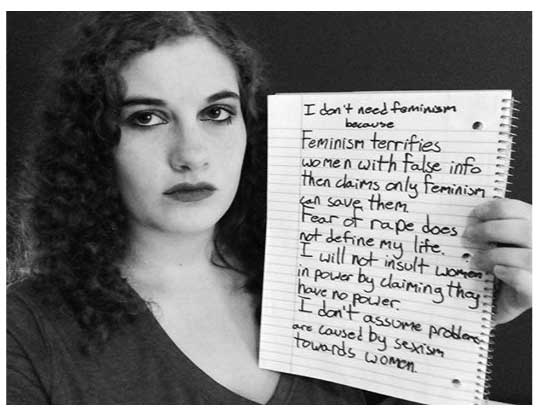 I don't need feminism
because
Feminism terrifies
women with false info
then claims only feminism
can save them.
Fear of rape does
not define my life.
I will not insult women
in power by claiming they
have no power.
I don't assume problems
are caused by sexism
towards women.